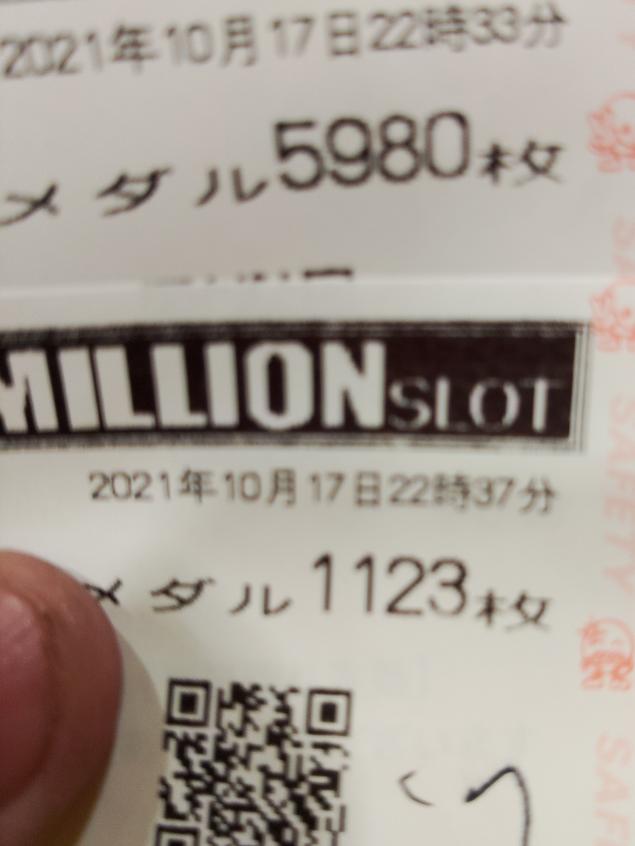 2021年10月17日22時33分
メダル5980枚
MILLION SLOT
2021年10月17日22時37分
メダル1123枚
SAFETY